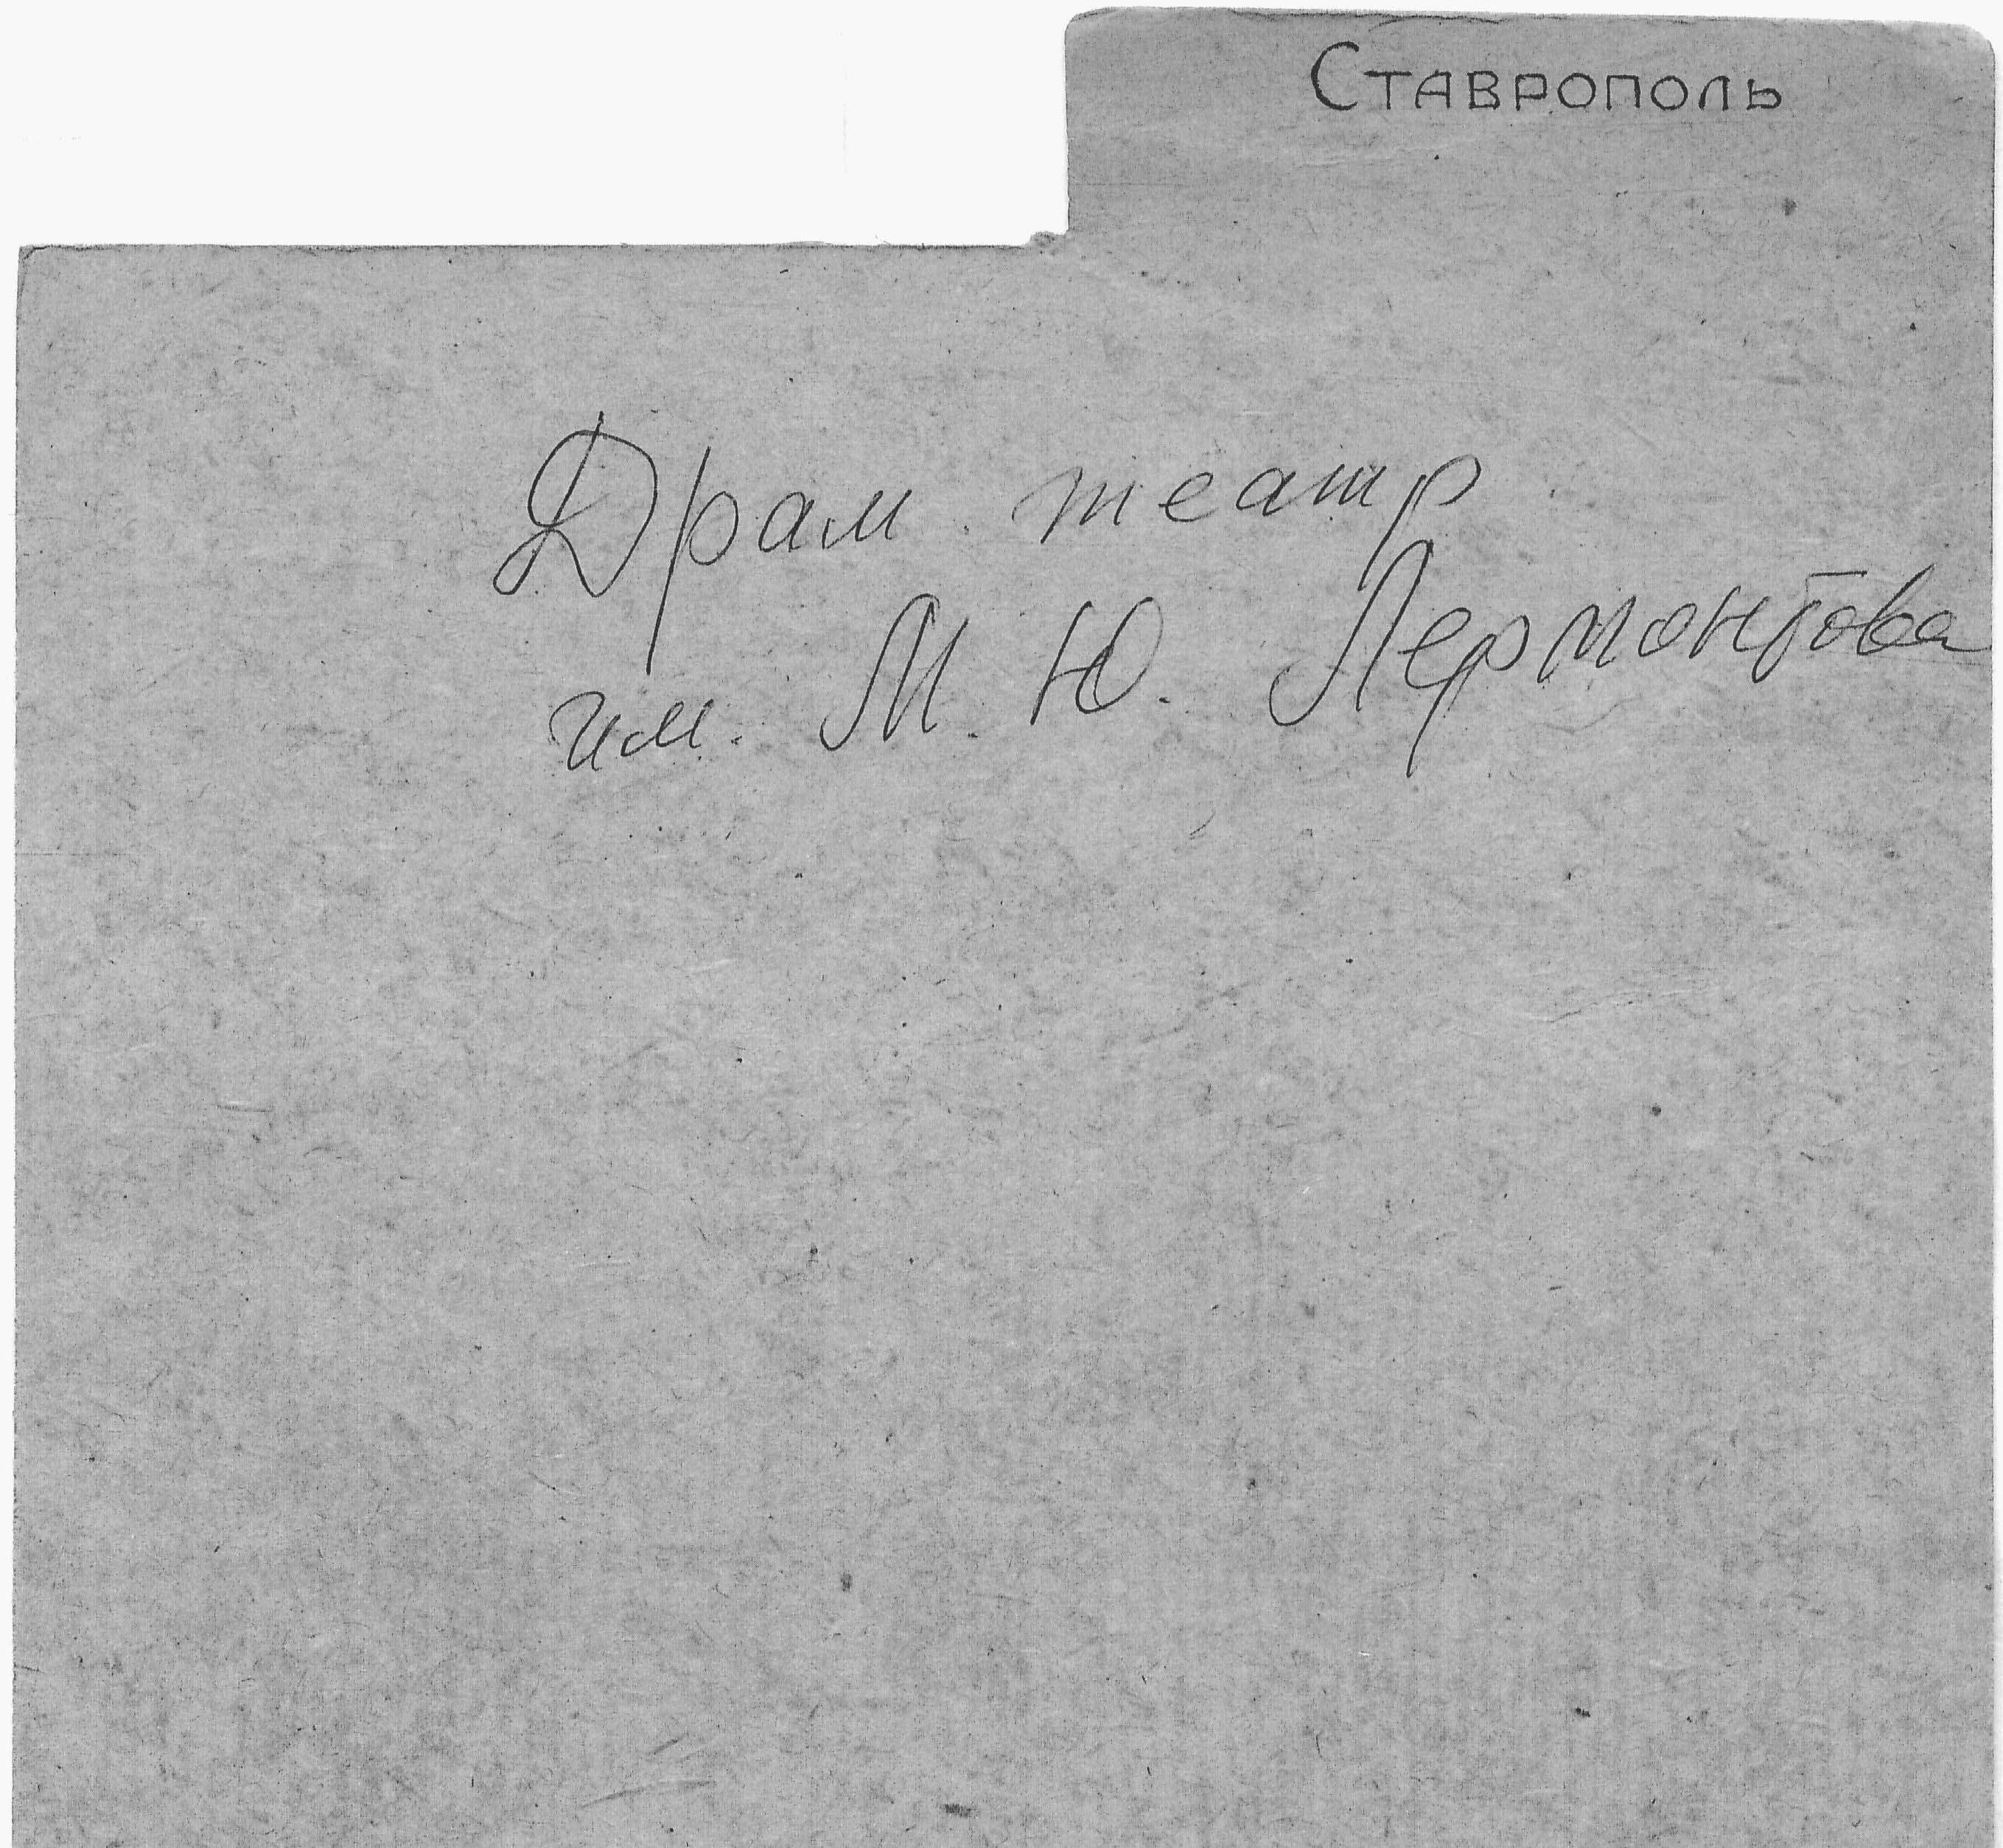 Ставрополь
Драм. театр
им. М. Ю. Лермонтова